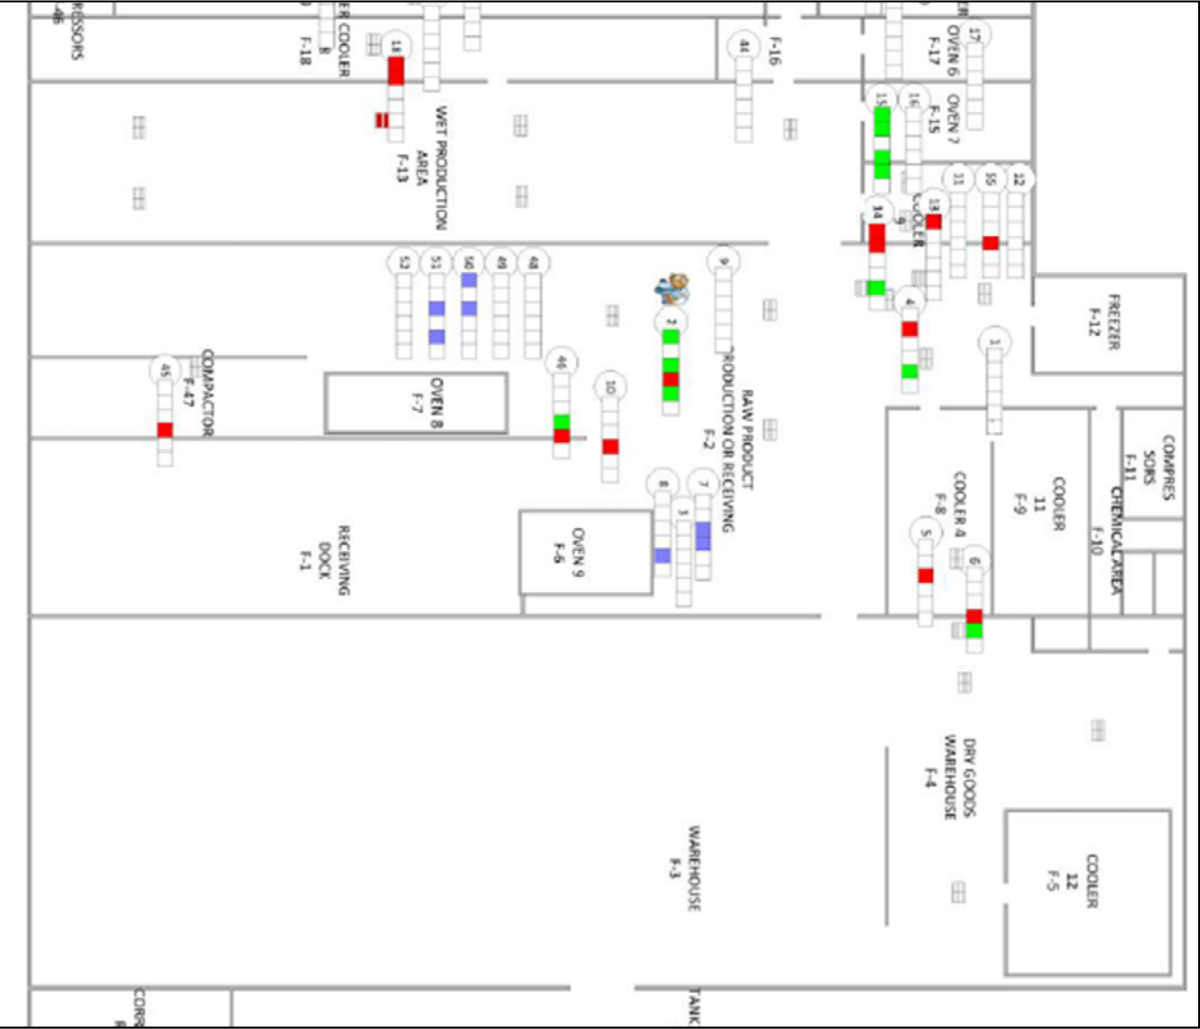 RESSORS
-46
ER COOLER
8
F-18
18
44
F-16
17
OVEN 6
F-17
15
16
OVEN 7
F-15
WET PRODUCTION
AREA
F-13
11
55
12
13
14
COOLER
9
4
1
FREEZER
F-12
52
51
50
49
48
9
2
45
COMPACTOR
F-47
OVEN 8
F-7
46
10
RAW PRODUCT
PRODUCTION OR RECEIVING
F-2
8
3
7
COOLER 4
F-8
5
6
COOLER
11
F-9
COMPRES
SORS
F-11
CHEMICAL AREA
F-10
RECEIVING
DOCK
F-1
OVEN 9
F-6
DRY GOODS
WAREHOUSE
F-4
WAREHOUSE
F-3
COOLER
12
F-5
CORR
TANK